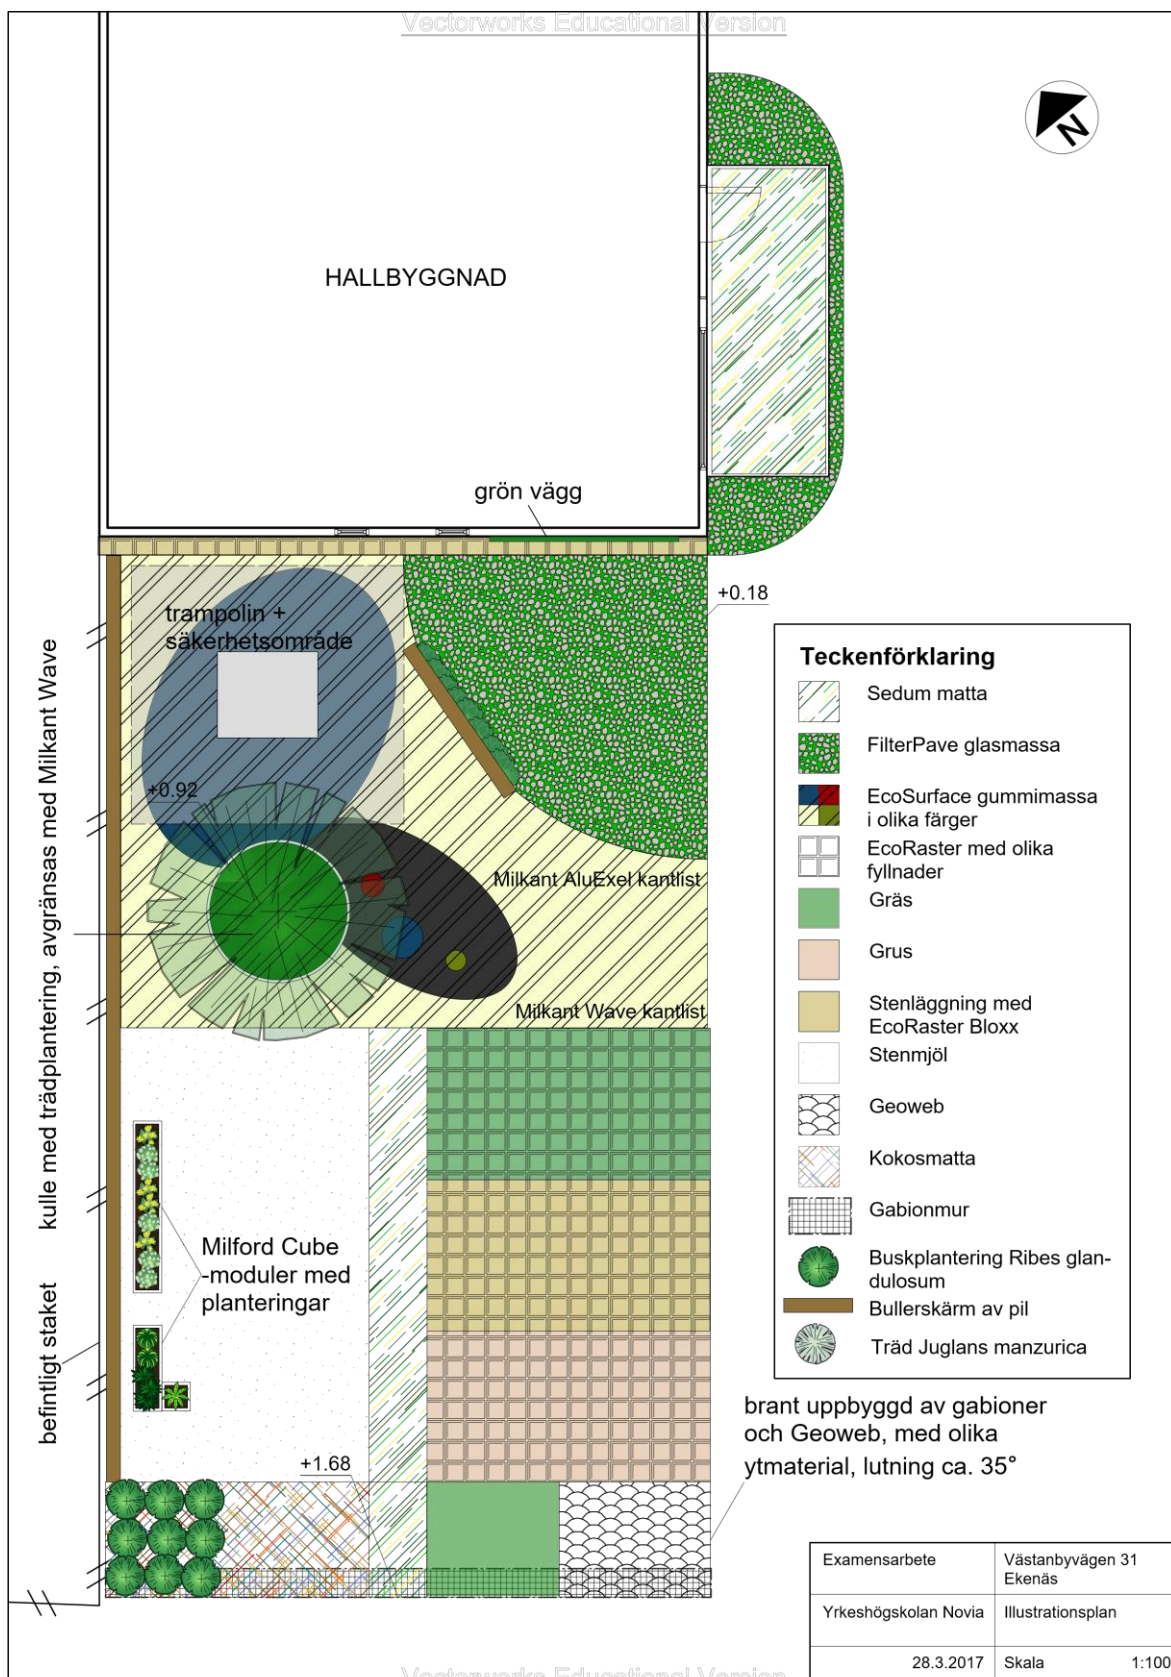 Vectorworks Educational Version
N
HALLBYGGNAD
grön vägg
+0.18
trampolin +
säkerhetsområde
+0.92
kulle med trädplantering, avgränsas med Milkant Wave
befintligt staket
Milkant AluExel kantlist
Milkant Wave kantlist
Milford Cube
-moduler med
planteringar
+1.68
Teckenförklaring
Sedum matta
FilterPave glasmassa
EcoSurface gummimassa
i olika färger
EcoRaster med olika
fyllnader
Gräs
Grus
Stenläggning med
EcoRaster Bloxx
Stenmjöl
Geoweb
Kokosmatta
Gabionmur
Buskplantering Ribes glan-
dulosum
Bullerskärm av pil
Träd Juglans manzurica
brant uppbyggd av gabioner
och Geoweb, med olika
ytmaterial, lutning ca. 35°
Examensarbete
Västanbyvägen 31
Ekenäs
Yrkeshögskolan Novia
Illustrationsplan
28.3.2017
Skala 1:100
Vectorworks Educational Version